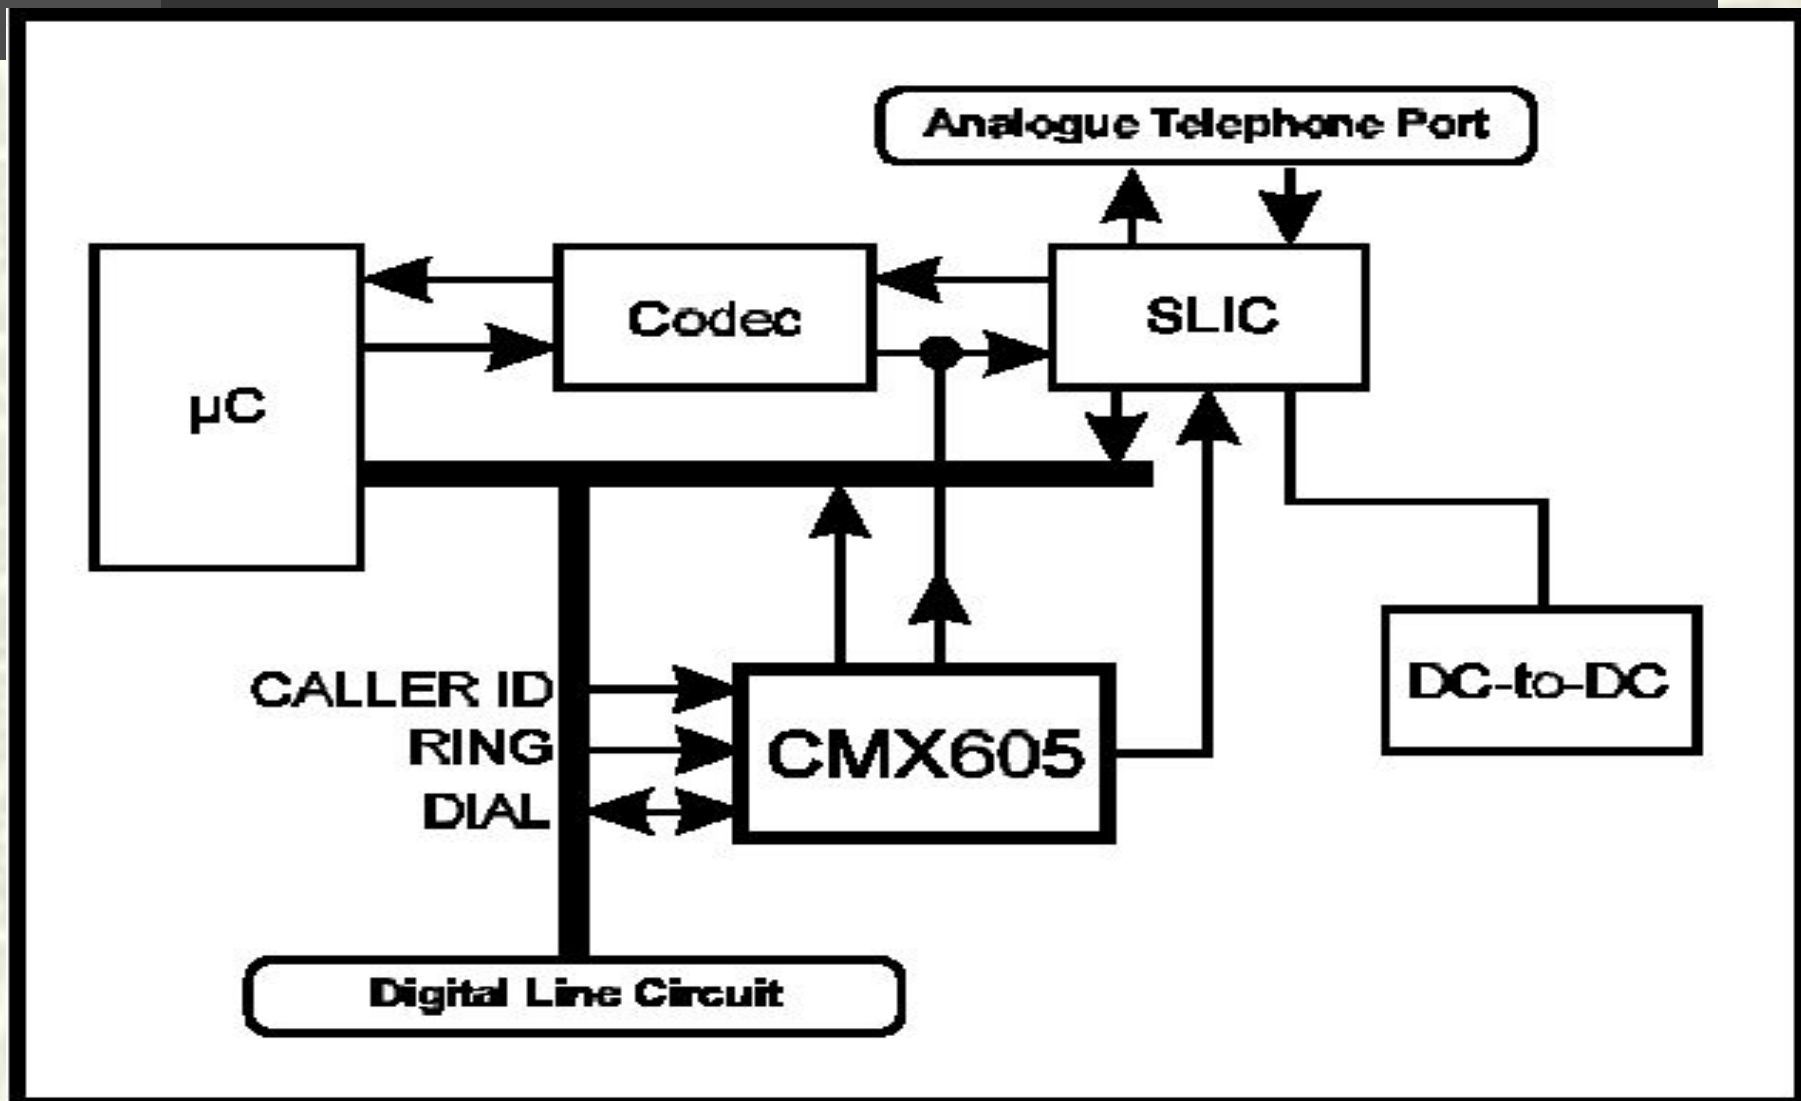 Analogue Telephone Port
Codec
SLIC
µC
CALLER ID
RING
DIAL
CMX605
DC-to-DC
Digital Line Circuit